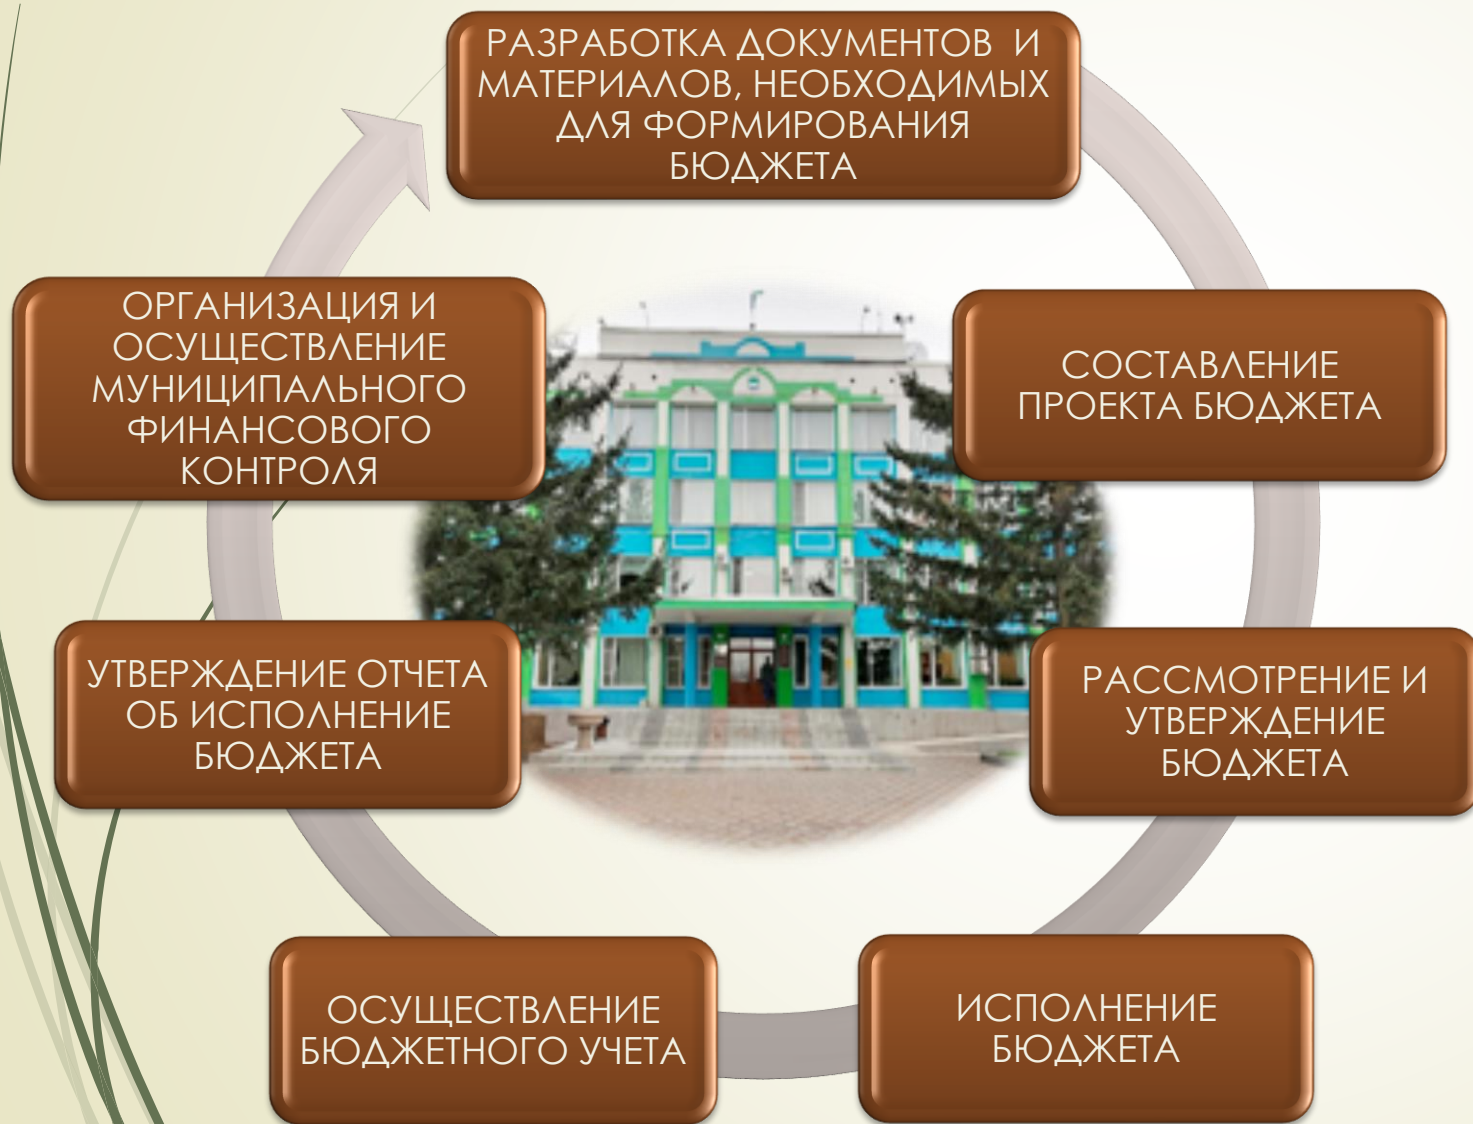 РАЗРАБОТКА ДОКУМЕНТОВ И
МАТЕРИАЛОВ, НЕОБХОДИМЫХ
ДЛЯ ФОРМИРОВАНИЯ
БЮДЖЕТА
СОСТАВЛЕНИЕ
ПРОЕКТА БЮДЖЕТА
РАССМОТРЕНИЕ И
УТВЕРЖДЕНИЕ
БЮДЖЕТА
ИСПОЛНЕНИЕ
БЮДЖЕТА
ОСУЩЕСТВЛЕНИЕ
БЮДЖЕТНОГО УЧЕТА
УТВЕРЖДЕНИЕ ОТЧЕТА
ОБ ИСПОЛНЕНИЕ
БЮДЖЕТА
ОРГАНИЗАЦИЯ И
ОСУЩЕСТВЛЕНИЕ
МУНИЦИПАЛЬНОГО
ФИНАНСОВОГО
КОНТРОЛЯ